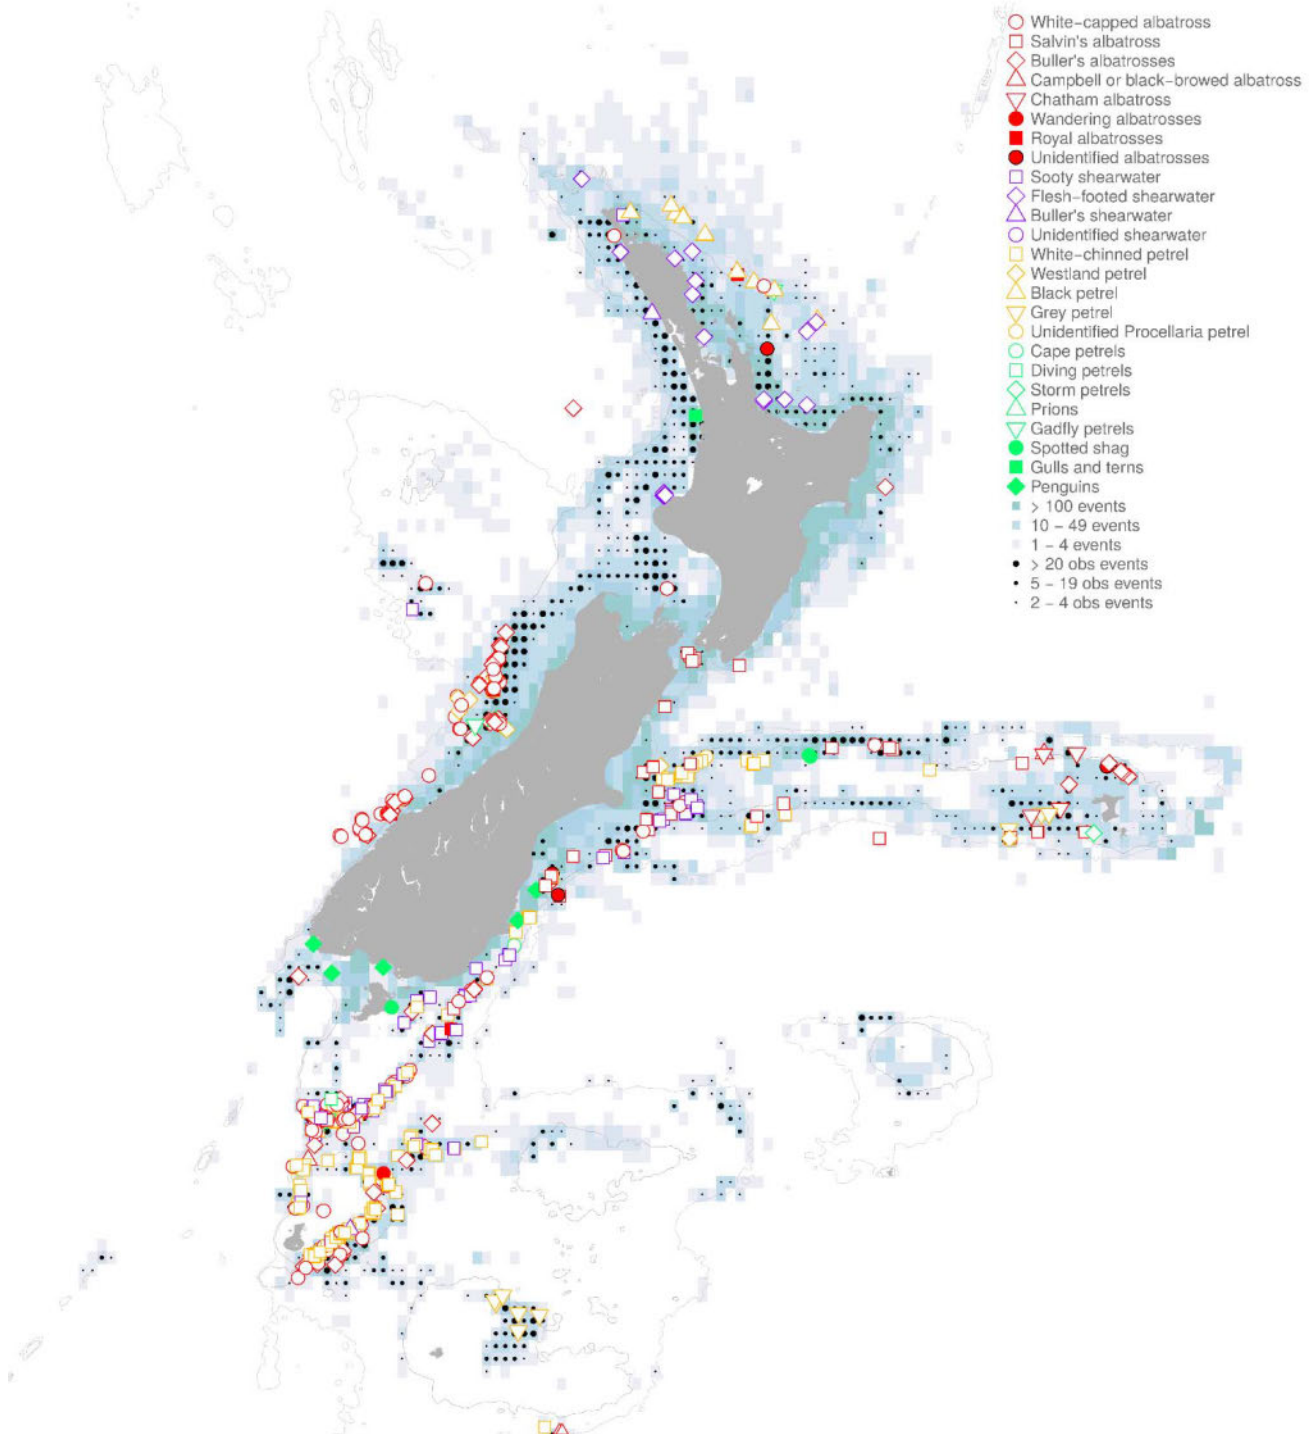 White-capped albatross
Salvin's albatross
Buller's albatrosses
Campbell or black-browed albatross
Chatham albatross
Wandering albatrosses
Royal albatrosses
Unidentified albatrosses
Sooty shearwater
Flesh-footed shearwater
Buller's shearwater
Unidentified shearwater
White-chinned petrel
Westland petrel
Black petrel
Grey petrel
Unidentified Procellaria petrel
Cape petrels
Diving petrels
Storm petrels
Prions
Gadfly petrels
Spotted shag
Gulls and terns
Penguins
> 100 events
10 - 49 events
1 - 4 events
> 20 obs events
5 - 19 obs events
2 - 4 obs events